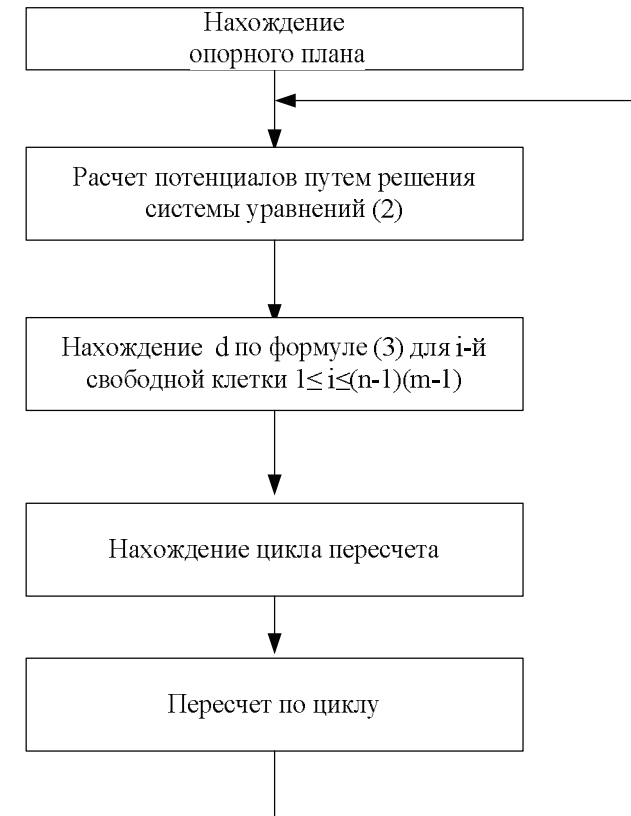 Нахождение
опорного плана
Расчет потенциалов путем решения
системы уравнений (2)
Нахождение d по формуле (3) для i-й
свободной клетки 1≤ i≤(n-1)(m-1)
Нахождение цикла пересчета
Пересчет по циклу